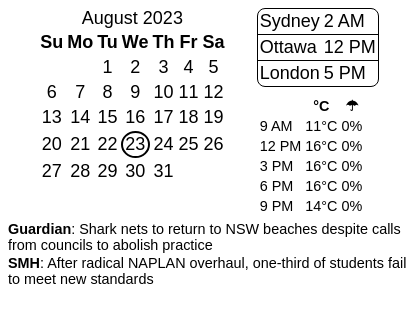 August 2023
Su Mo Tu We Th Fr Sa
1 2 3 4 5
6 7 8 9 10 11 12
13 14 15 16 17 18 19
20 21 22 23 24 25 26
27 28 29 30 31
Sydney 2 AM
Ottawa 12 PM
London 5 PM
°C ☂
9 AM 11°C 0%
12 PM 16°C 0%
3 PM 16°C 0%
6 PM 16°C 0%
9 PM 14°C 0%
Guardian: Shark nets to return to NSW beaches despite calls
from councils to abolish practice
SMH: After radical NAPLAN overhaul, one-third of students fail
to meet new standards